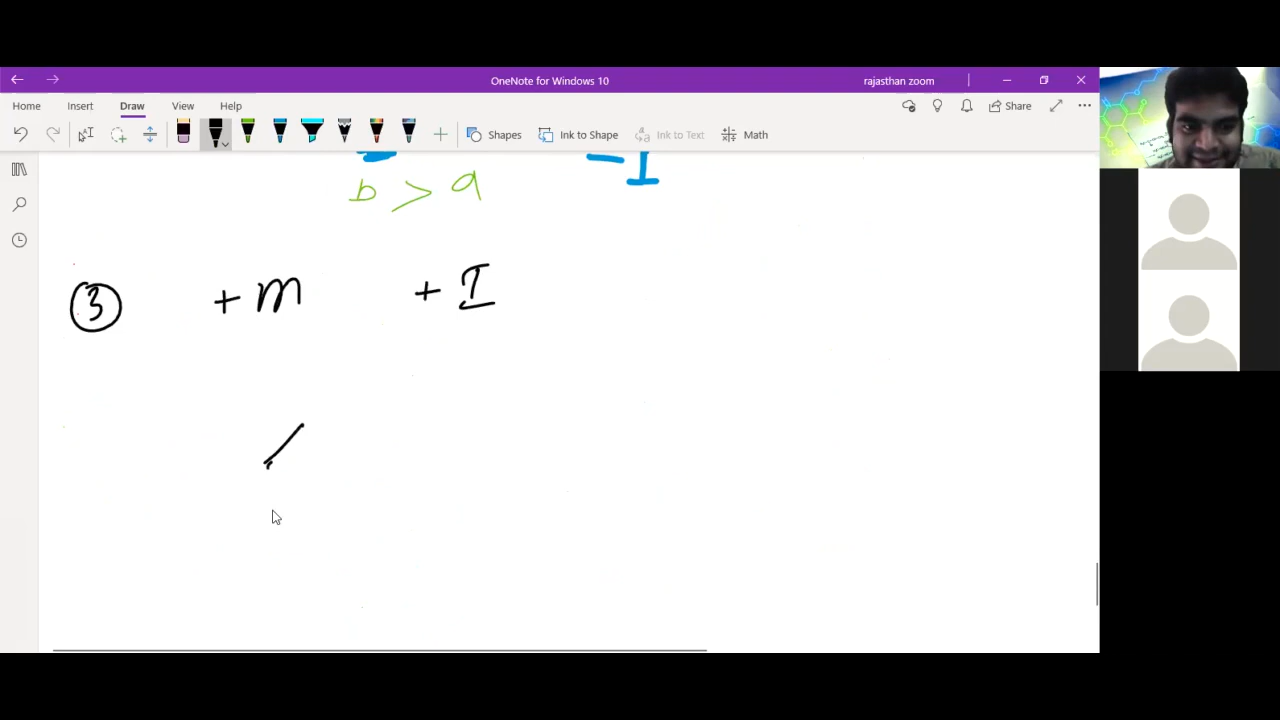 OneNote for Windows 10
rajasthan zoom
Home Insert Draw View Help
Share
Shapes Ink to Shape Ink to Text Math
- I
b > a
③ + m + I